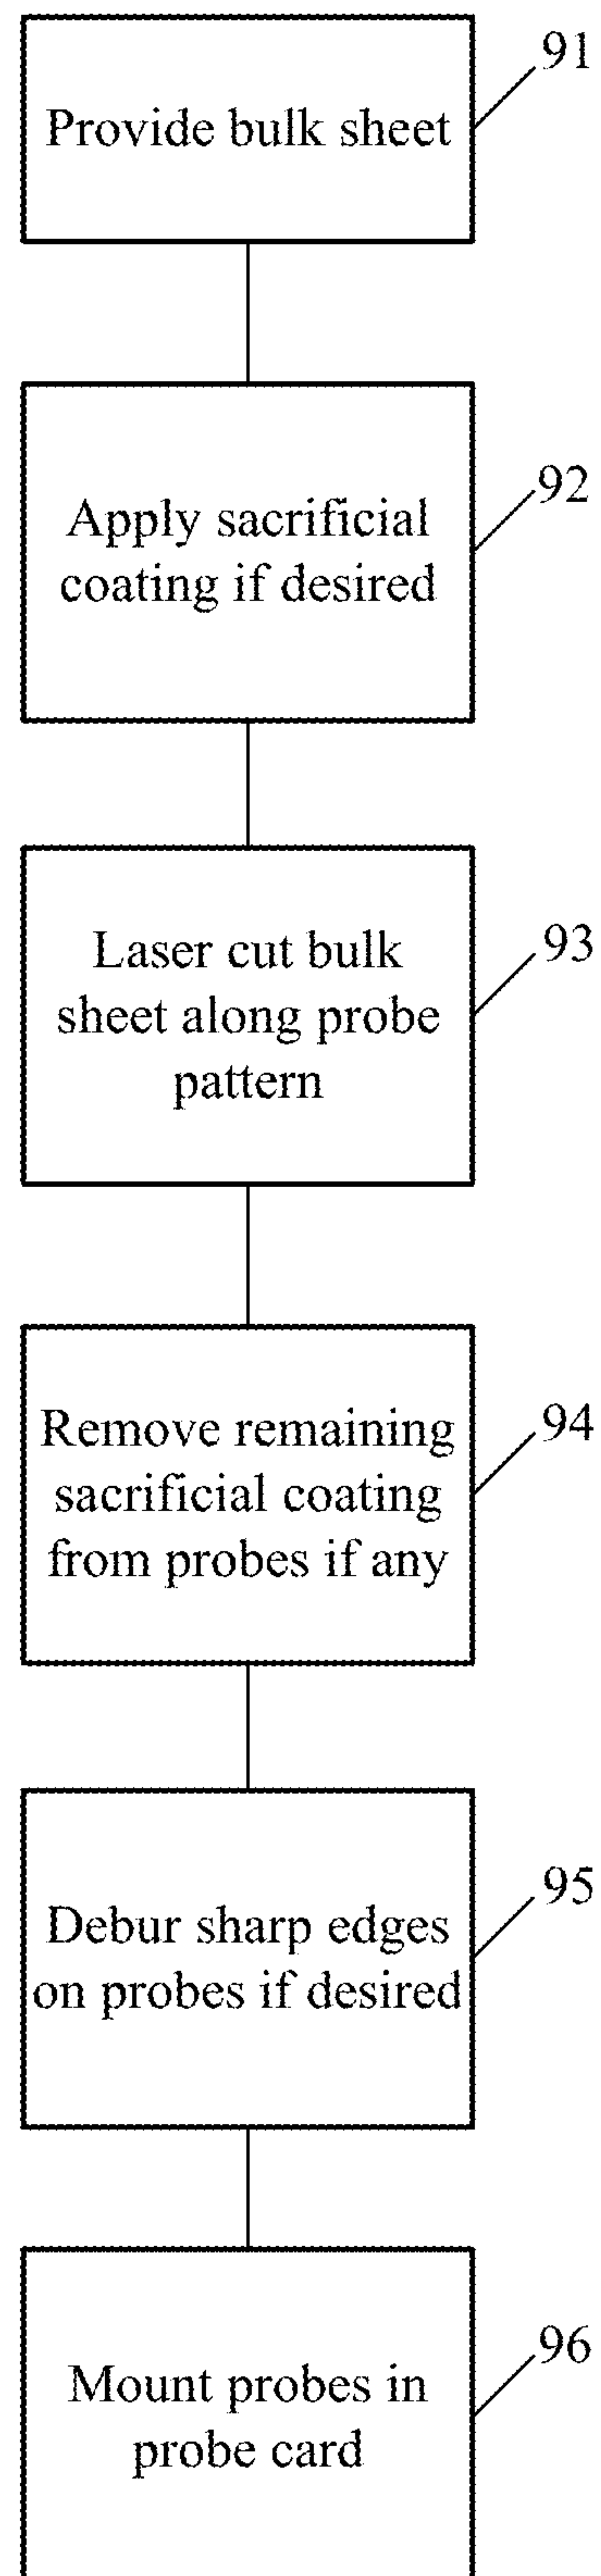 91
Provide bulk sheet
92
Apply sacrificial
coating if desired
93
Laser cut bulk
sheet along probe
pattern
94
Remove remaining
sacrificial coating
from probes if any
95
Debur sharp edges
on probes if desired
96
Mount probes in
probe card